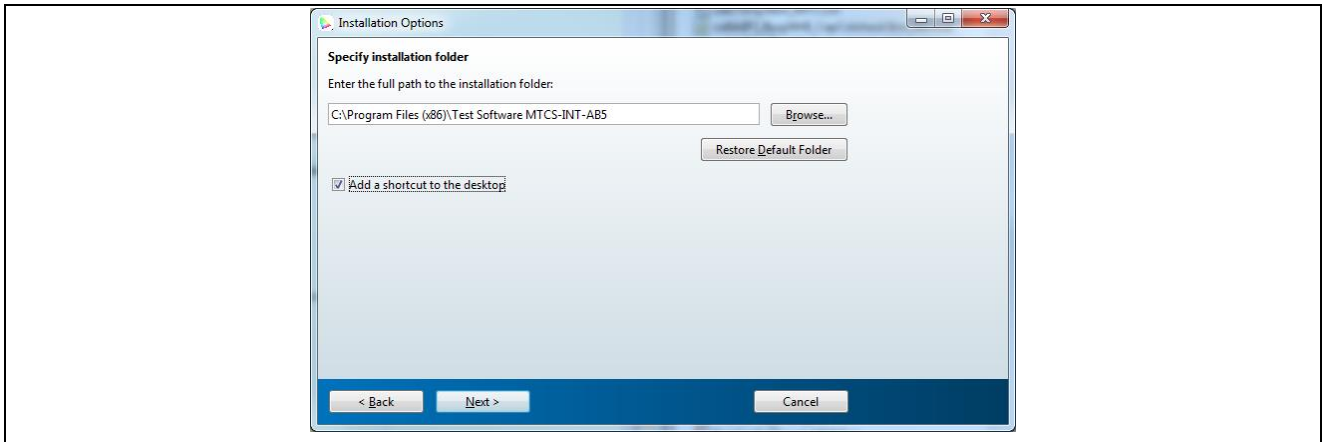 Installation Options
Specify installation folder
Enter the full path to the installation folder:
C:\Program Files (x86)\Test Software MTCS-INT-AB5
Browse...
Restore Default Folder
Add a shortcut to the desktop
< Back
Next >
Cancel